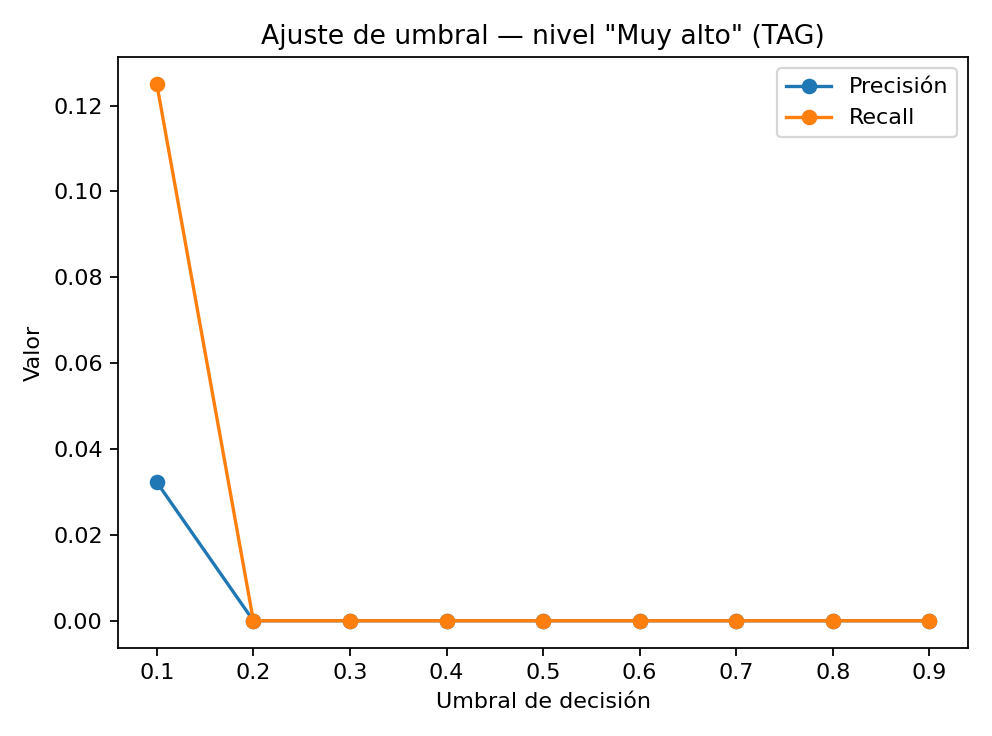 Ajuste de umbral — nivel "Muy alto" (TAG)
Precisión
Recall
0.12
0.10
0.08
0.06
0.04
0.02
0.00
Valor
0.1 0.2 0.3 0.4 0.5 0.6 0.7 0.8 0.9
Umbral de decisión